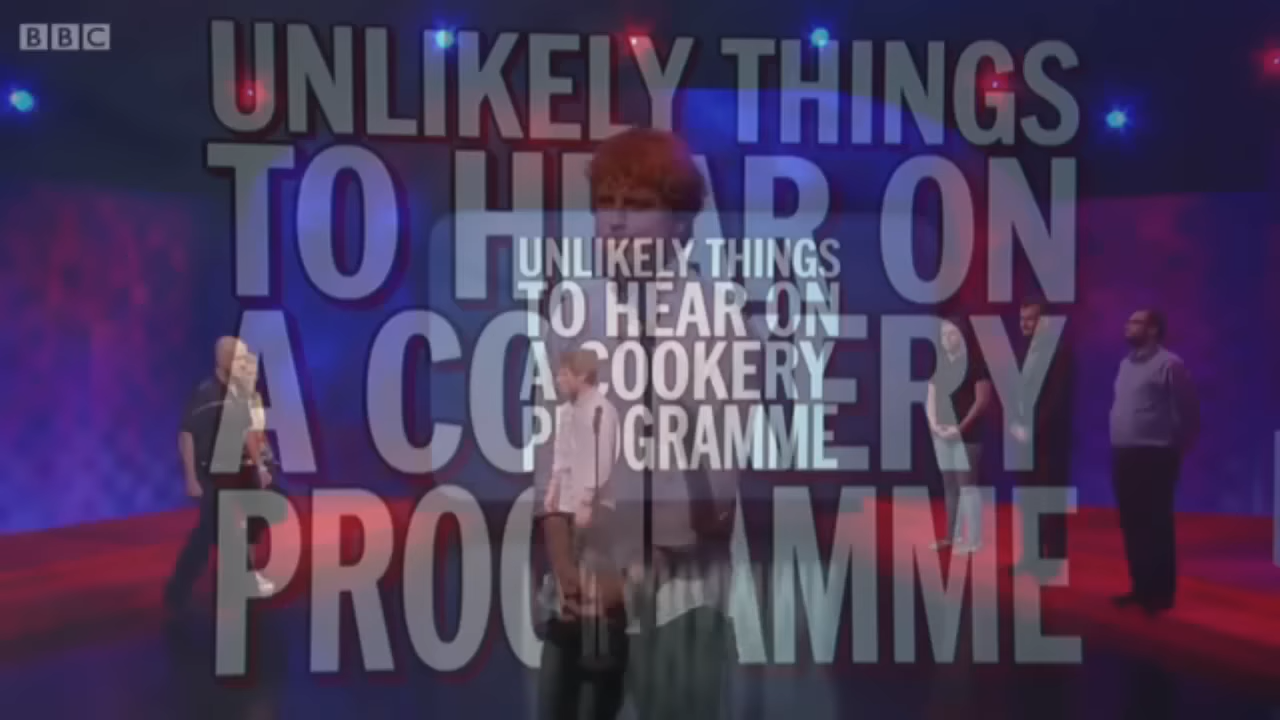 BBC
UNLIKELY THINGS
TO HEAR ON
A COOKERY
PROGRAMME
UNLIKELY THINGS
TO HEAR ON
A COOKERY
PROGRAMME